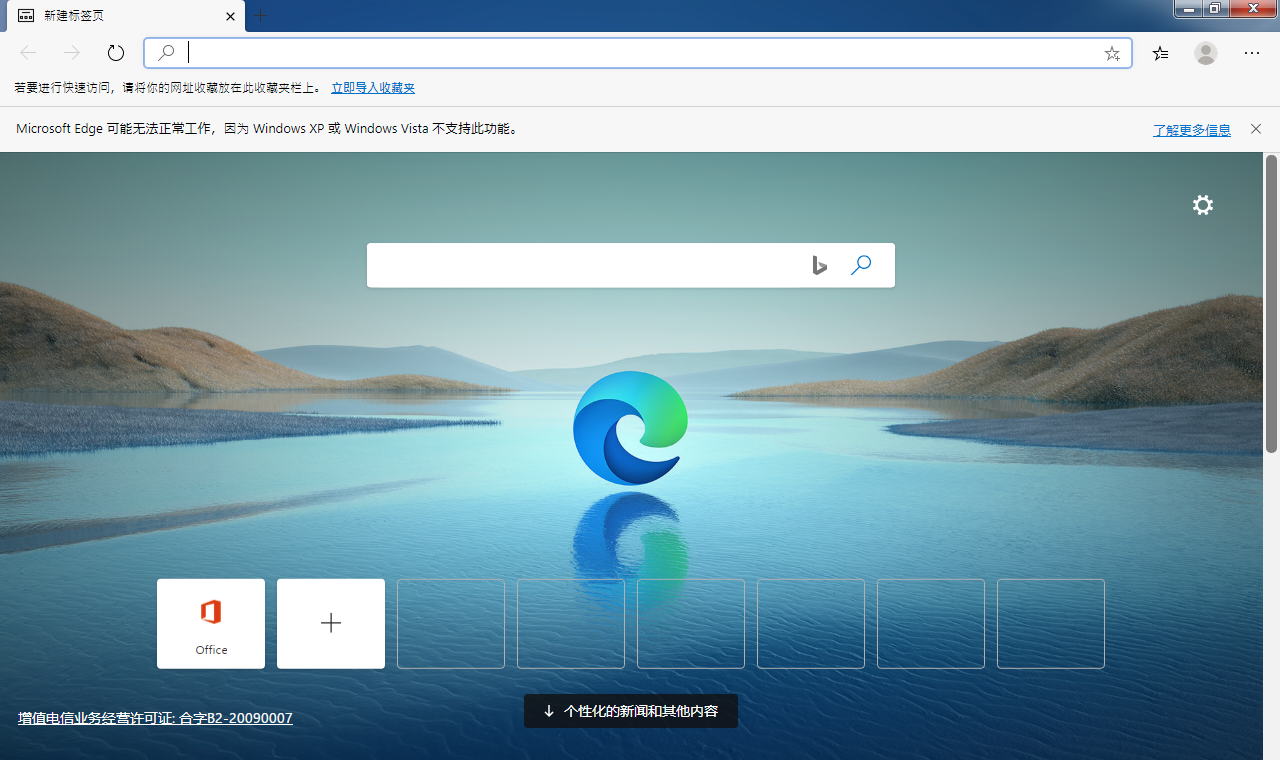 新建标签页
若要进行快速访问，请将你的网址收藏放在此收藏夹栏上。 立即导入收藏夹
Microsoft Edge 可能无法正常工作，因为 Windows XP 或 Windows Vista 不支持此功能。 了解更多信息
Office
个性化的新闻和其他内容
增值电信业务经营许可证: 合字B2-20090007